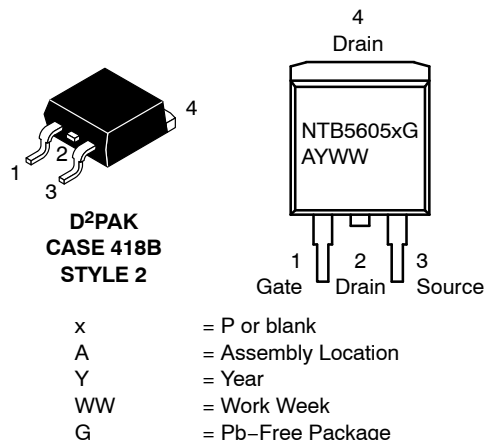 4
Drain
4
NTB5605xG
AYWW
2
1
3
D2PAK
CASE 418B
STYLE 2
1 2 3
Gate Drain Source
x = P or blank
A = Assembly Location
Y = Year
WW = Work Week
G = Pb−Free Package